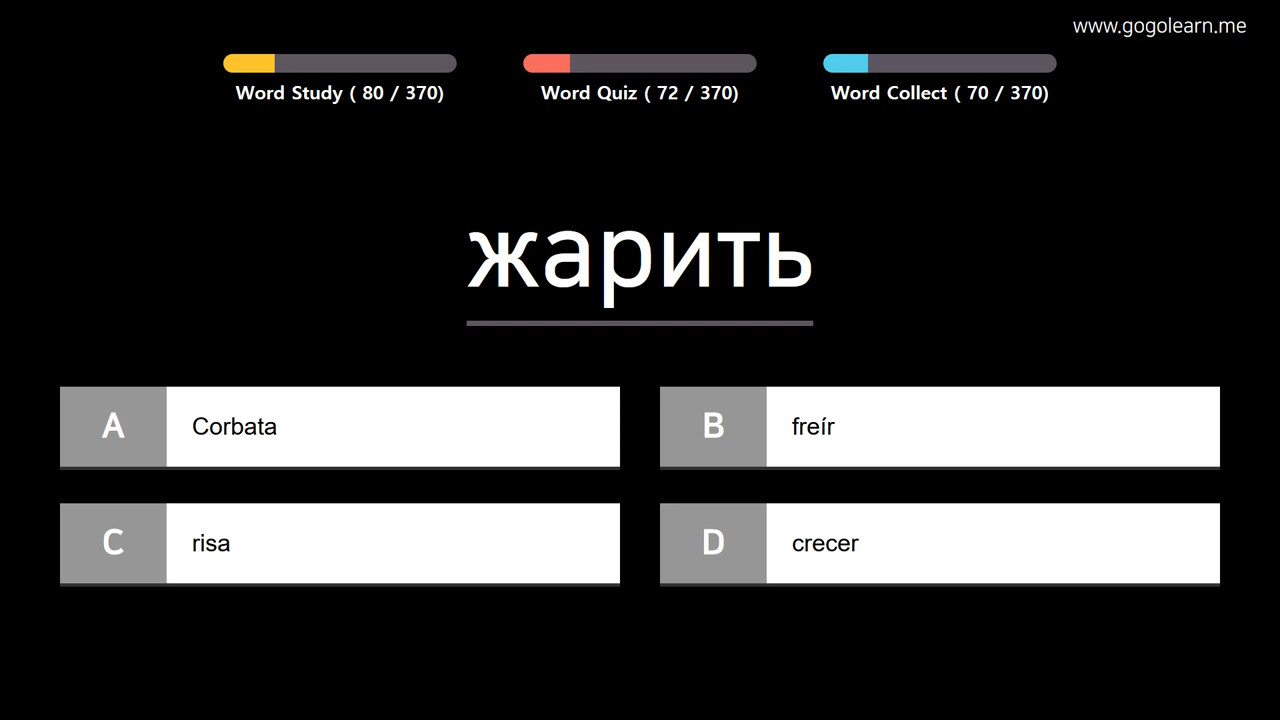 www.gogolearn.me
Word Study ( 80 / 370)
Word Quiz ( 72 / 370)
Word Collect ( 70 / 370)
жарить
A Corbata
B freír
C risa
D crecer